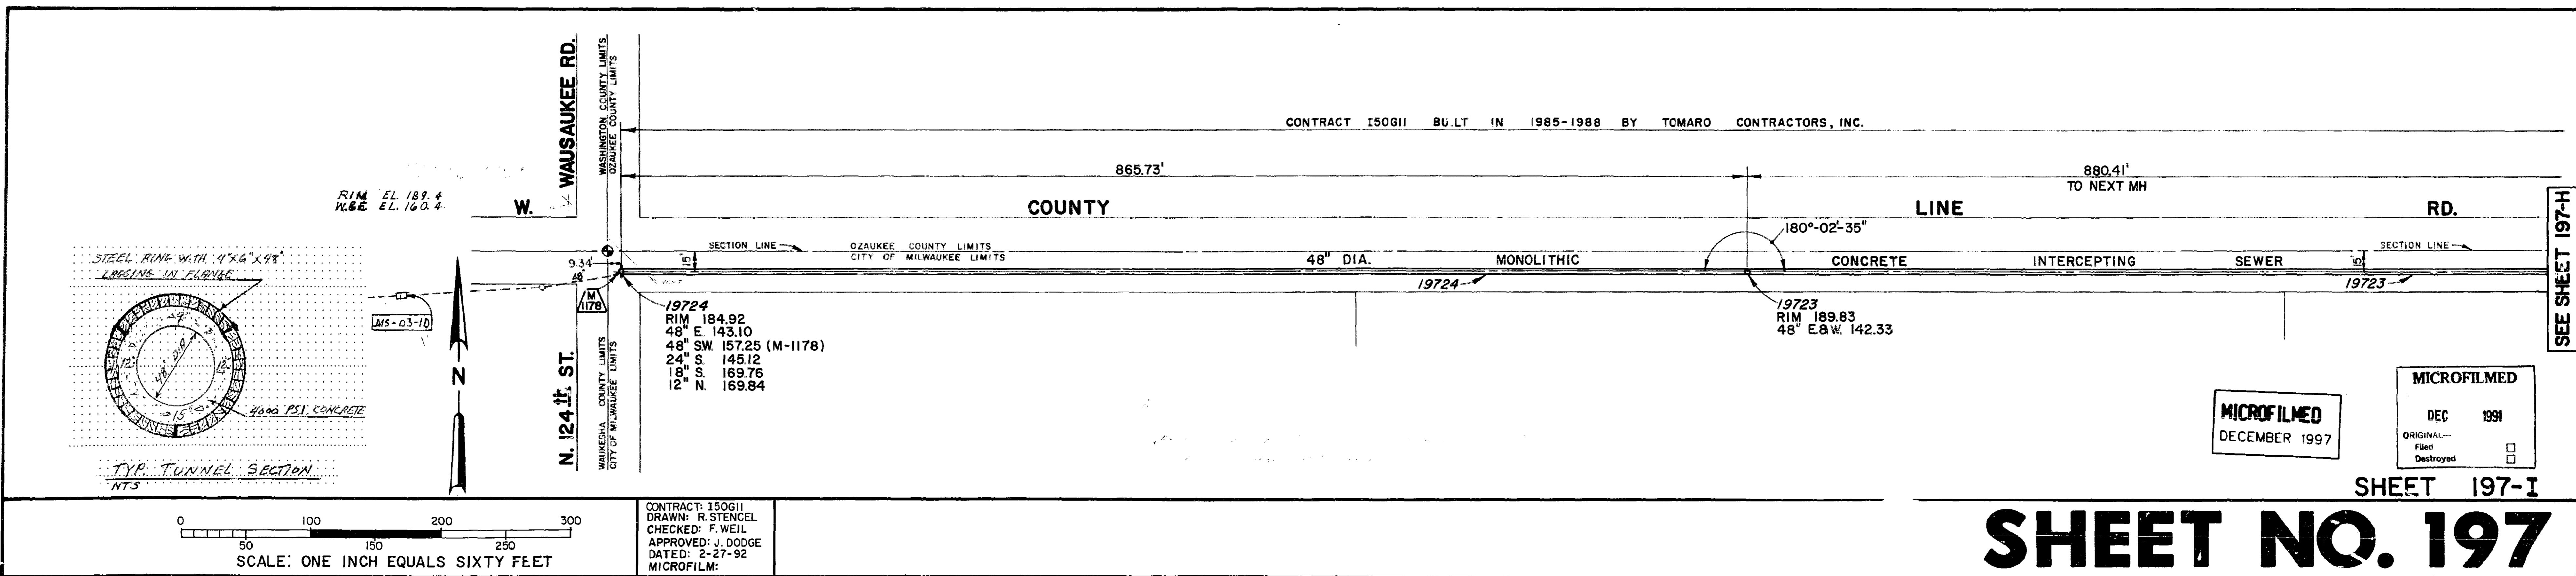 WAUSAUKEE RD.
WASHINGTON COUNTY LIMITS
OZAUKEE COUNTY LIMITS
CONTRACT I50G11 BUILT IN 1985-1988 BY TOMARO CONTRACTORS, INC.
865.73'
880.41'
TO NEXT MH
RIM EL. 189.4
W.&E EL. 160.4
W. COUNTY LINE RD.
180°-02'-35"
SECTION LINE
OZAUKEE COUNTY LIMITS
CITY OF MILWAUKEE LIMITS
SECTION LINE
9.34'
15'
48" DIA. MONOLITHIC CONCRETE INTERCEPTING SEWER
15'
48"
19724
19723
STEEL RING WITH 4"X6"X48"
LAGGING IN FLANGE
9"
12"
48" DIA
12"
15"
4000 PSI CONCRETE
TYP. TUNNEL SECTION
NTS
MS-03-10
N
M
1178
19724
RIM 184.92
48" E. 143.10
48" SW. 157.25 (M-1178)
24" S. 145.12
18" S. 169.76
12" N. 169.84
19723
RIM 189.83
48" E&W. 142.33
N. 124th ST.
WAUKESHA COUNTY LIMITS
CITY OF MILWAUKEE LIMITS
SEE SHEET 197-H
MICROFILMED
DECEMBER 1997
MICROFILMED
DEC 1991
ORIGINAL—
Filed
Destroyed
SHEET 197-I
0 100 200 300
50 150 250
SCALE: ONE INCH EQUALS SIXTY FEET
CONTRACT: I50G11
DRAWN: R. STENCEL
CHECKED: F. WEIL
APPROVED: J. DODGE
DATED: 2-27-92
MICROFILM:
SHEET NO. 197